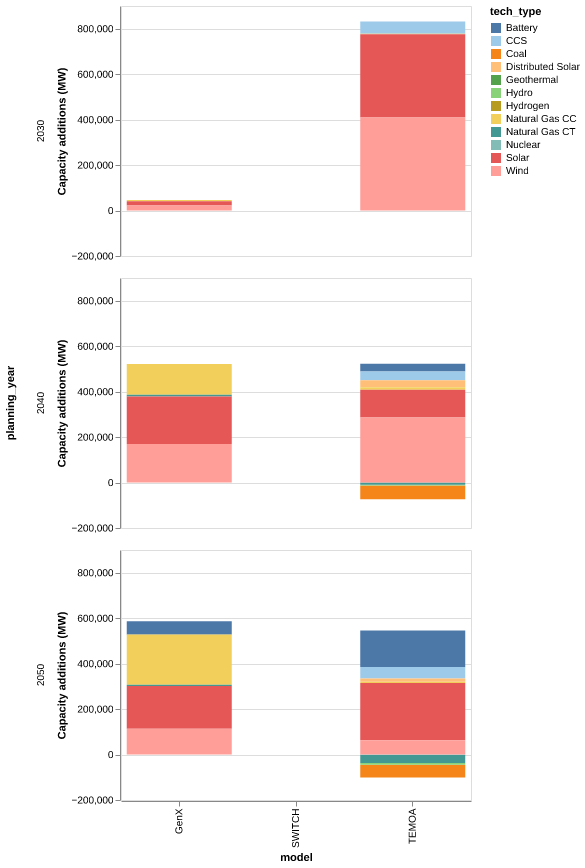 tech_type
Battery
CCS
Coal
Distributed Solar
Geothermal
Hydro
Hydrogen
Natural Gas CC
Natural Gas CT
Nuclear
Solar
Wind
planning_year
2030
Capacity additions (MW)
800,000
600,000
400,000
200,000
0
−200,000
2040
Capacity additions (MW)
800,000
600,000
400,000
200,000
0
−200,000
2050
Capacity additions (MW)
800,000
600,000
400,000
200,000
0
−200,000
GenX
SWITCH
TEMOA
model